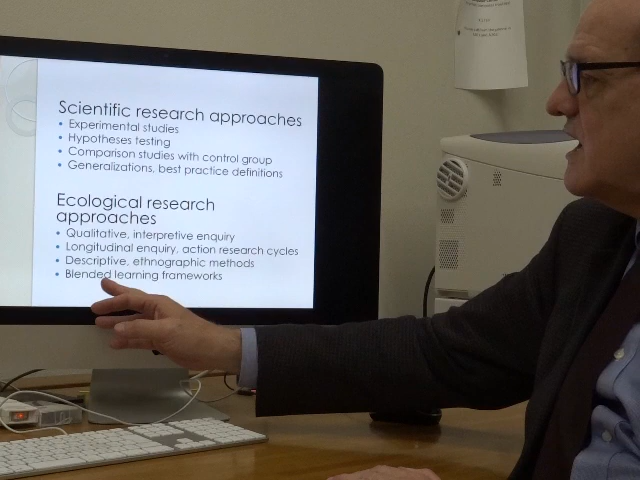 Scientific research approaches
• Experimental studies
• Hypotheses testing
• Comparison studies with control group
• Generalizations, best practice definitions
Ecological research
approaches
• Qualitative, interpretive enquiry
• Longitudinal enquiry, action research cycles
• Descriptive, ethnographic methods
• Blended learning frameworks